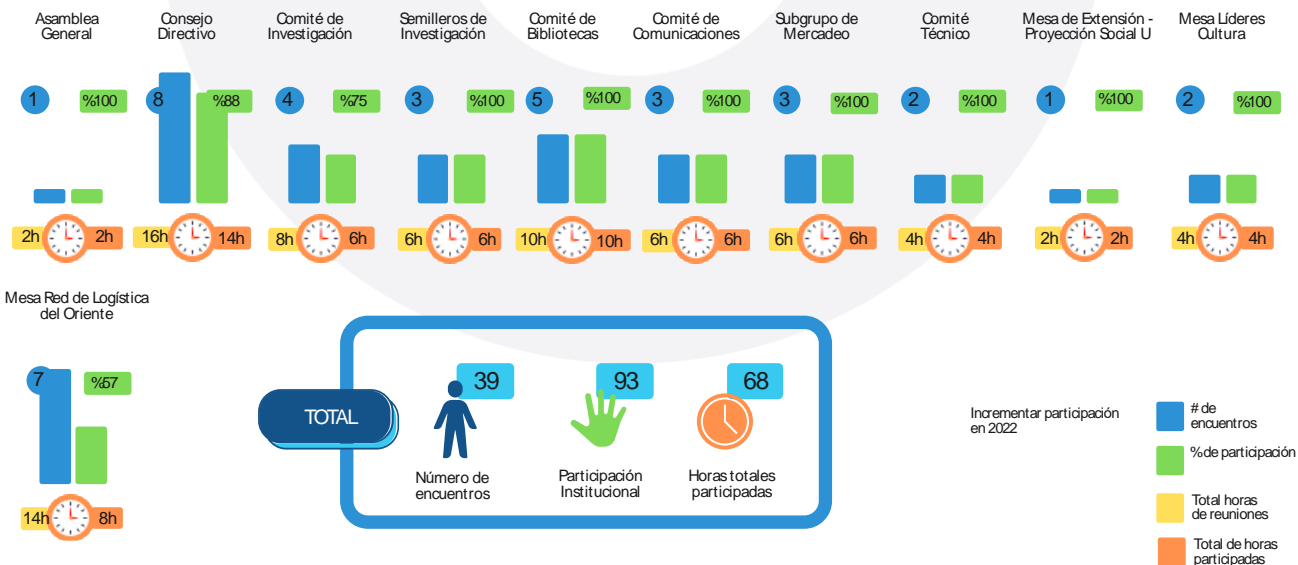 Asamblea
General
Consejo
Directivo
Comité de
Investigación
Semilleros de
Investigación
Comité de
Bibliotecas
Comité de
Comunicaciones
Subgrupo de
Mercadeo
Comité
Técnico
Mesa de Extensión -
Proyección Social U
Mesa Líderes
Cultura
1 %100
8 %88
4 %75
3 %100
5 %100
3 %100
3 %100
2 %100
1 %100
2 %100
2h 2h
16h 14h
8h 6h
6h 6h
10h 10h
6h 6h
6h 6h
4h 4h
2h 2h
4h 4h
Mesa Red de Logística
del Oriente
7 %57
14h 8h
TOTAL
39
Número de
encuentros
93
Participación
Institucional
68
Horas totales
participadas
Incrementar participación
en 2022
# de
encuentros
% de participación
Total horas
de reuniones
Total de horas
participadas